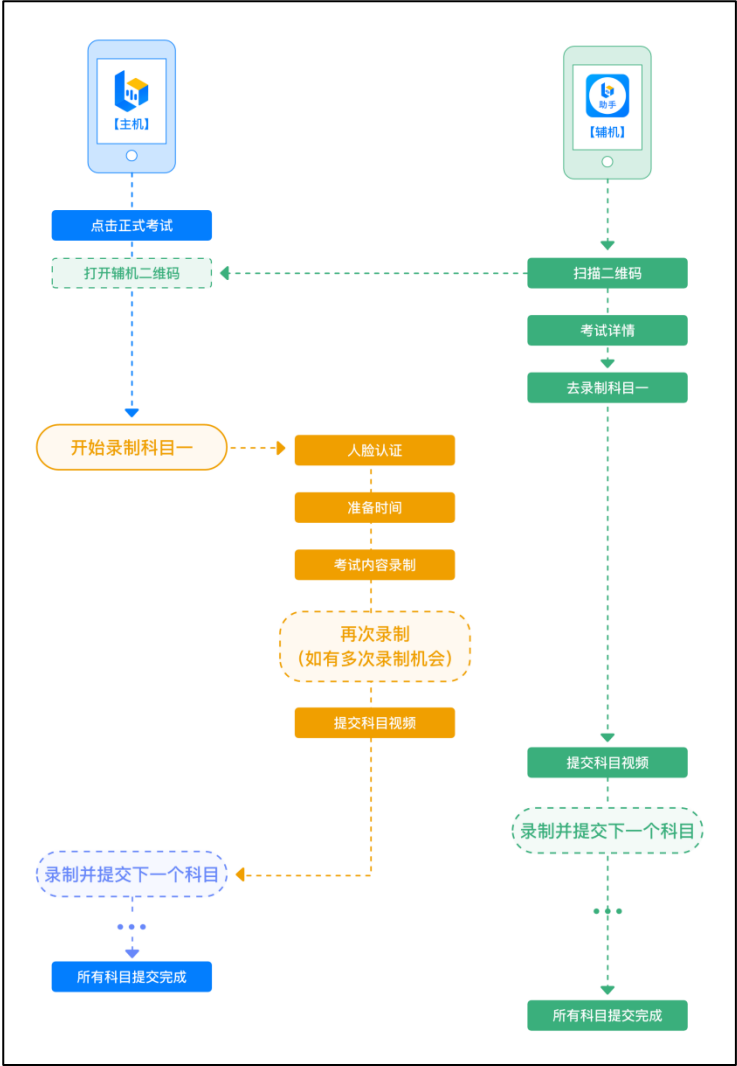 【主机】
助手
【辅机】
点击正式考试
打开辅机二维码
扫描二维码
考试详情
去录制科目一
开始录制科目一
人脸认证
准备时间
考试内容录制
再次录制
（如有多次录制机会）
提交科目视频
提交科目视频
录制并提交下一个科目
录制并提交下一个科目
所有科目提交完成
所有科目提交完成